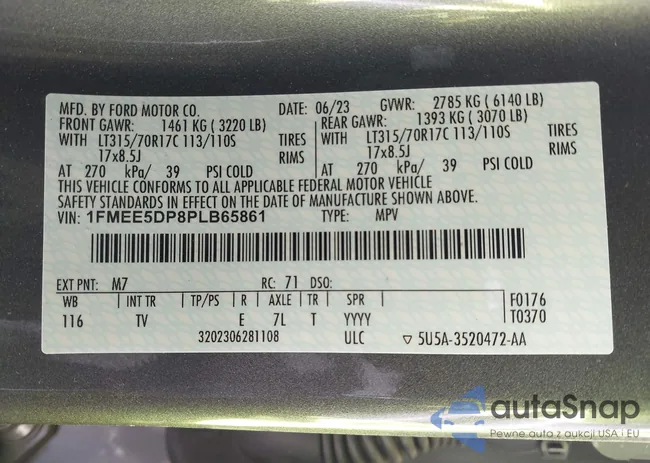 MFD. BY FORD MOTOR CO. DATE: 06/23 GVWR: 2785 KG ( 6140 LB)
FRONT GAWR: 1461 KG ( 3220 LB) REAR GAWR: 1393 KG ( 3070 LB)
WITH LT315/70R17C 113/110S TIRES WITH LT315/70R17C 113/110S TIRES
17x8.5J RIMS 17x8.5J RIMS
AT 270 kPa/ 39 PSI COLD AT 270 kPa/ 39 PSI COLD
THIS VEHICLE CONFORMS TO ALL APPLICABLE FEDERAL MOTOR VEHICLE
SAFETY STANDARDS IN EFFECT ON THE DATE OF MANUFACTURE SHOWN ABOVE.
VIN: 1FMEE5DP8PLB65861 TYPE: MPV
EXT PNT: M7 RC: 71 DSO:
WB INT TR TP/PS R AXLE TR SPR F0176
116 TV E 7L T YYYY T0370
3202306281108 ULC ▽ 5U5A-3520472-AA
autaSnap
Pewne auta z aukcji USA i EU